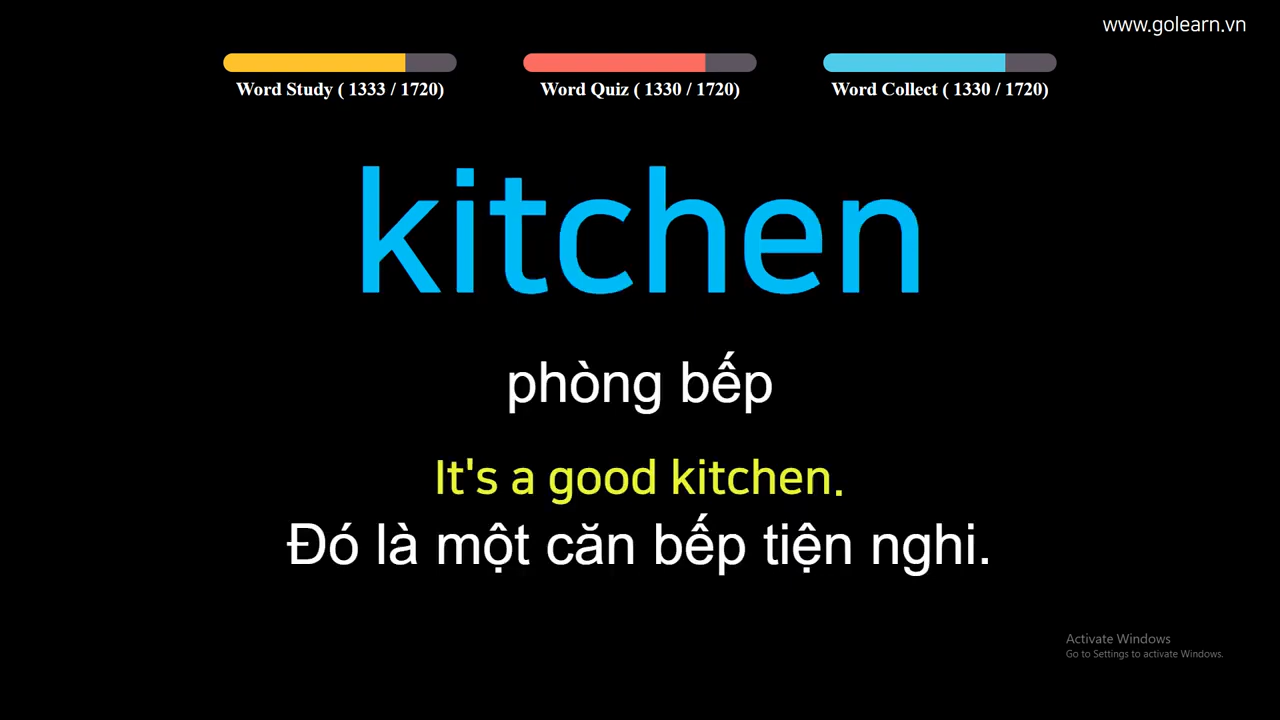 www.golearn.vn
Word Study ( 1333 / 1720)
Word Quiz ( 1330 / 1720)
Word Collect ( 1330 / 1720)
kitchen
phòng bếp
It's a good kitchen.
Đó là một căn bếp tiện nghi.
Activate Windows
Go to Settings to activate Windows.